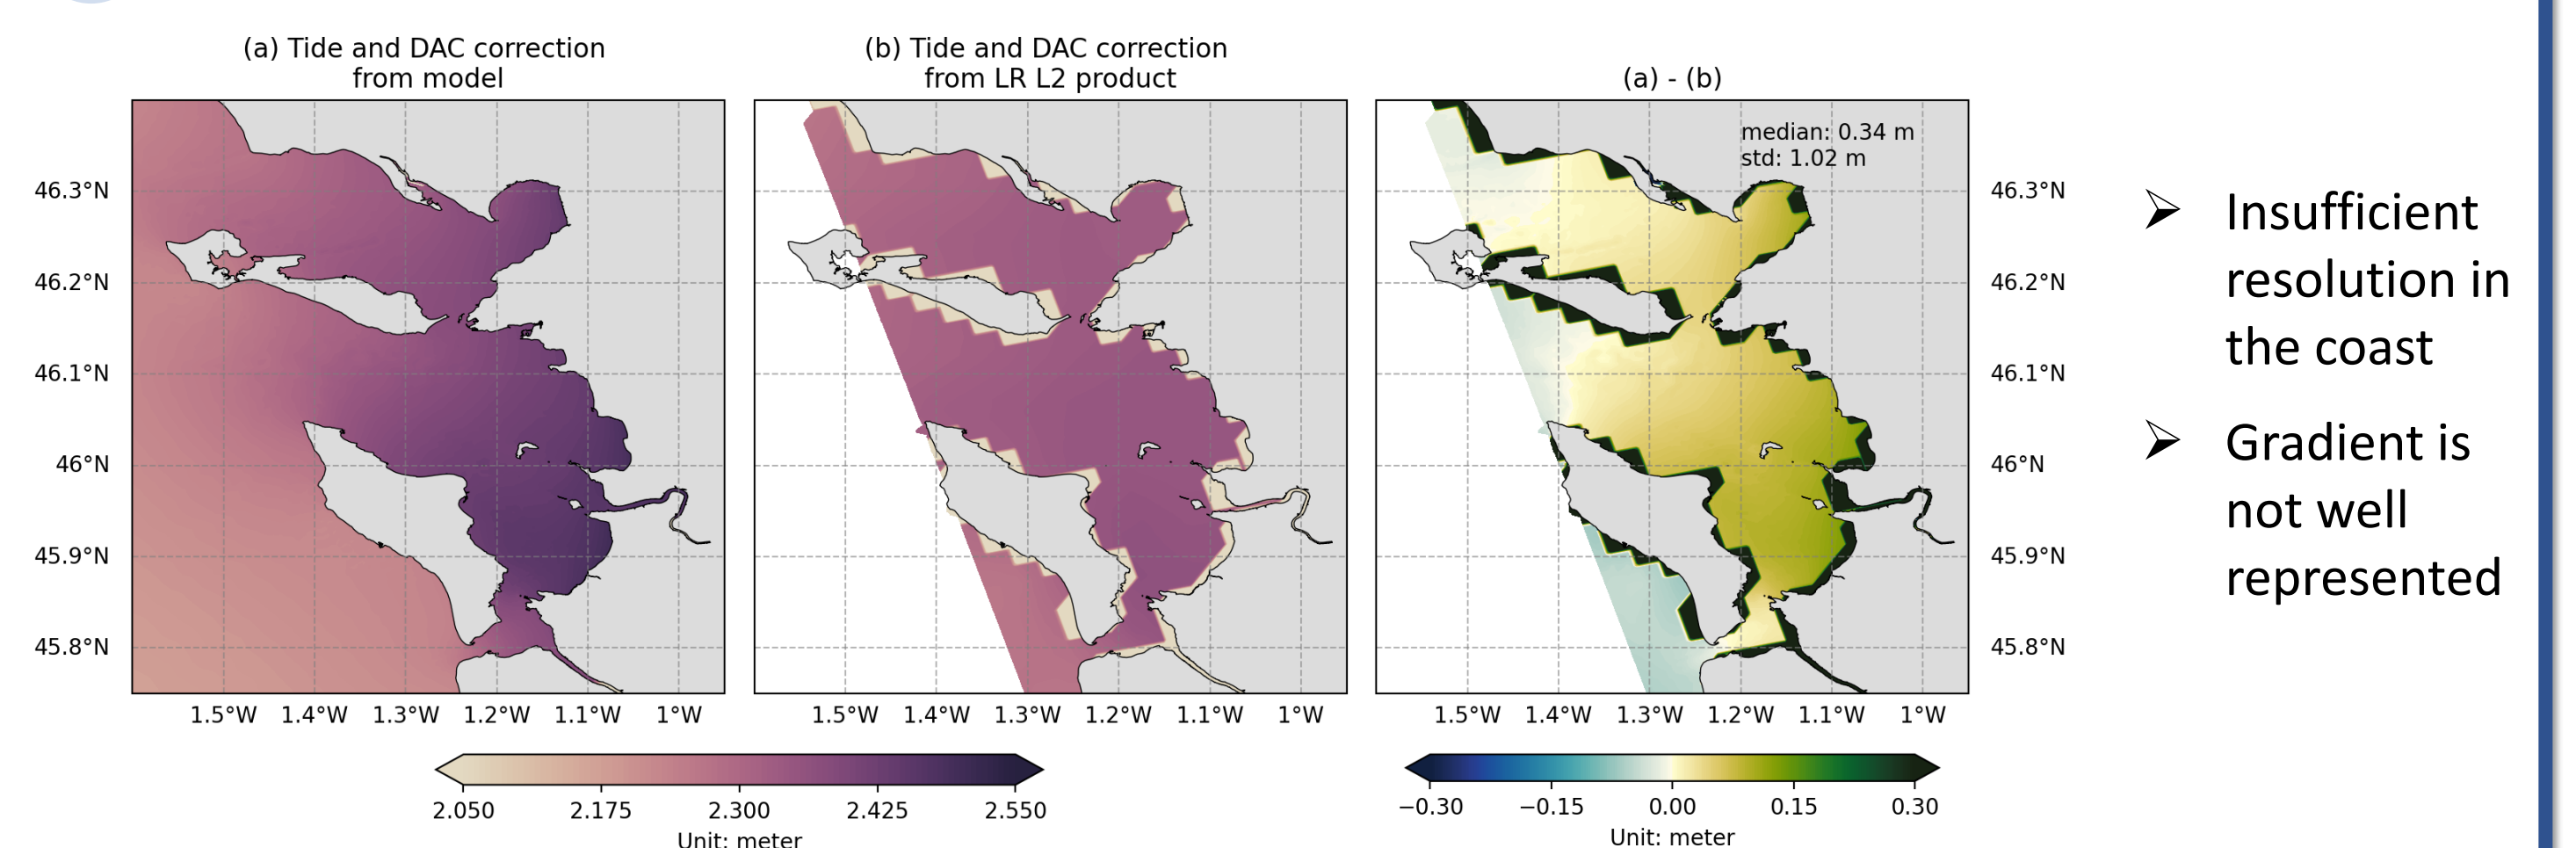 (a) Tide and DAC correction
from model
(b) Tide and DAC correction
from LR L2 product
(a) - (b)
median: 0.34 m
std: 1.02 m
46.3°N
46.2°N
46.1°N
46°N
45.9°N
45.8°N
46.3°N
46.2°N
46.1°N
46°N
45.9°N
45.8°N
1.5°W 1.4°W 1.3°W 1.2°W 1.1°W 1°W
1.5°W 1.4°W 1.3°W 1.2°W 1.1°W 1°W
1.5°W 1.4°W 1.3°W 1.2°W 1.1°W 1°W
2.050 2.175 2.300 2.425 2.550
Unit: meter
−0.30 −0.15 0.00 0.15 0.30
Unit: meter
➢ Insufficient
resolution in
the coast
➢ Gradient is
not well
represented